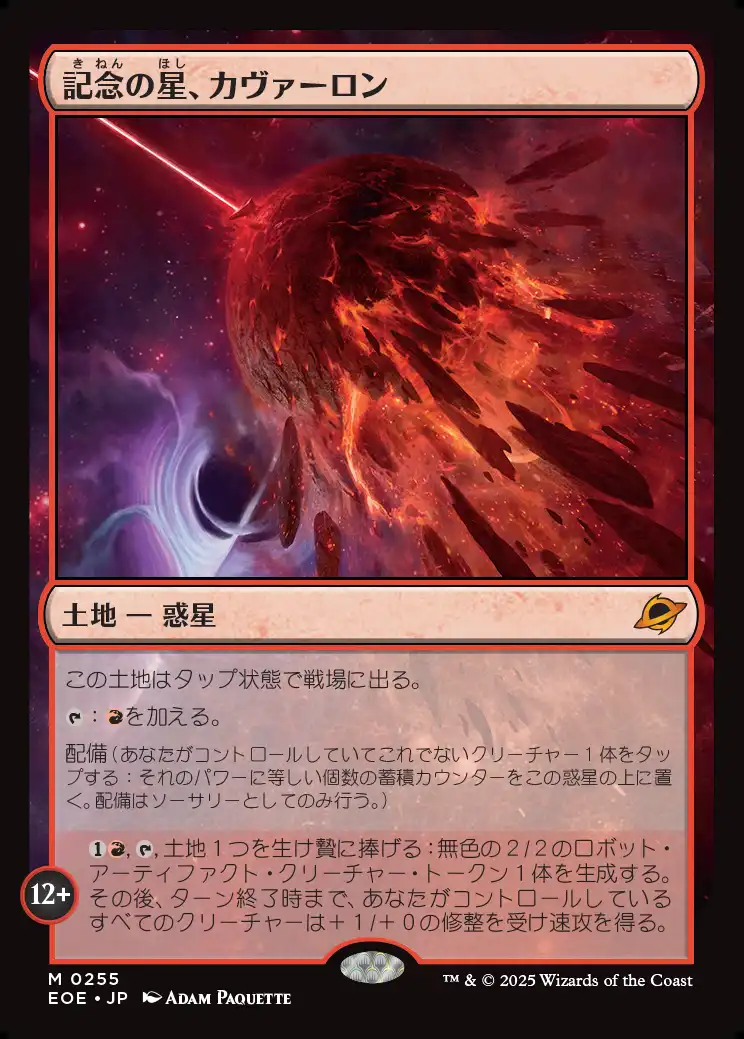 きねん ほし
記念の星、カヴァーロン
土地 — 惑星
この土地はタップ状態で戦場に出る。
：を加える。
配備（あなたがコントロールしていてこれでないクリーチャー１体をタッ
プする：それのパワーに等しい個数の蓄積カウンターをこの惑星の上に置
く。配備はソーサリーとしてのみ行う。）
1, , 土地１つを生け贄に捧げる：無色の２/２のロボット・
アーティファクト・クリーチャー・トークン１体を生成する。
その後、ターン終了時まで、あなたがコントロールしている
すべてのクリーチャーは＋１/＋０の修整を受け速攻を得る。
12+
M 0255
EOE • JP ADAM PAQUETTE
™ & © 2025 Wizards of the Coast